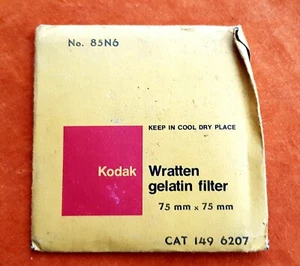 No. 85N6
KEEP IN COOL DRY PLACE
Kodak
Wratten
gelatin filter
75 mm x 75 mm
CAT 149 6207